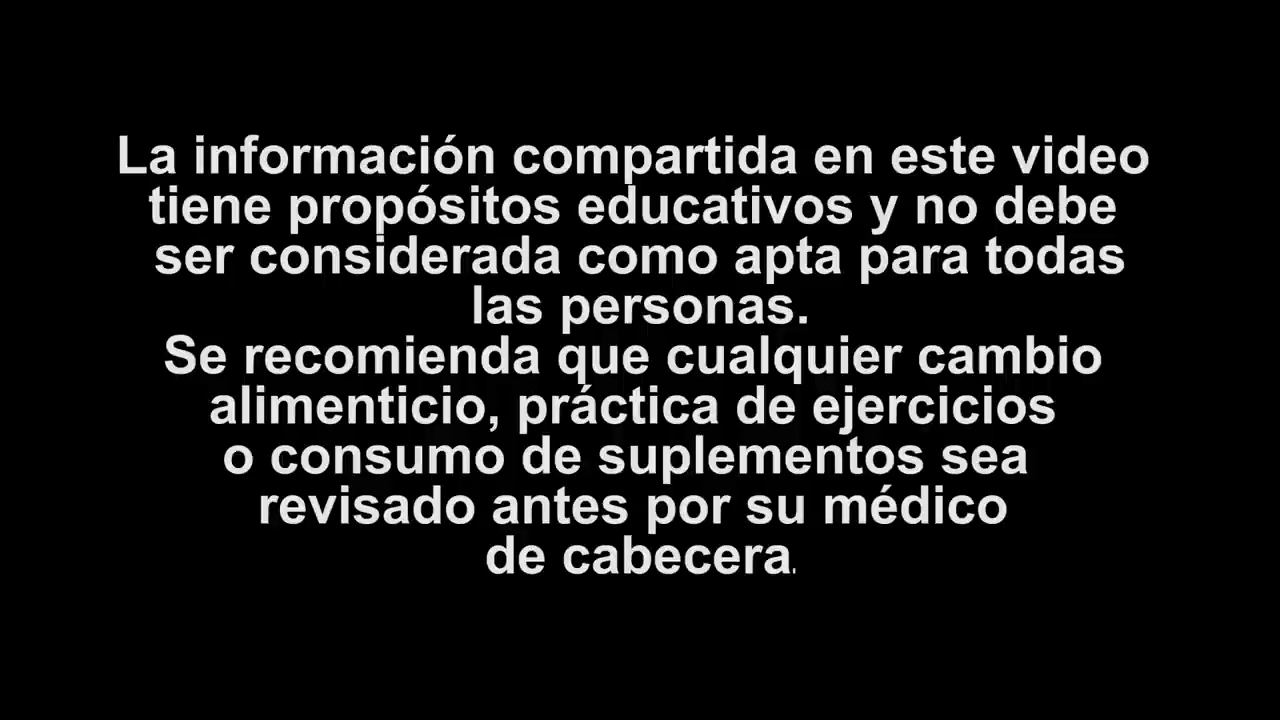 La información compartida en este video
tiene propósitos educativos y no debe
ser considerada como apta para todas
las personas.
Se recomienda que cualquier cambio
alimenticio, práctica de ejercicios
o consumo de suplementos sea
revisado antes por su médico
de cabecera.